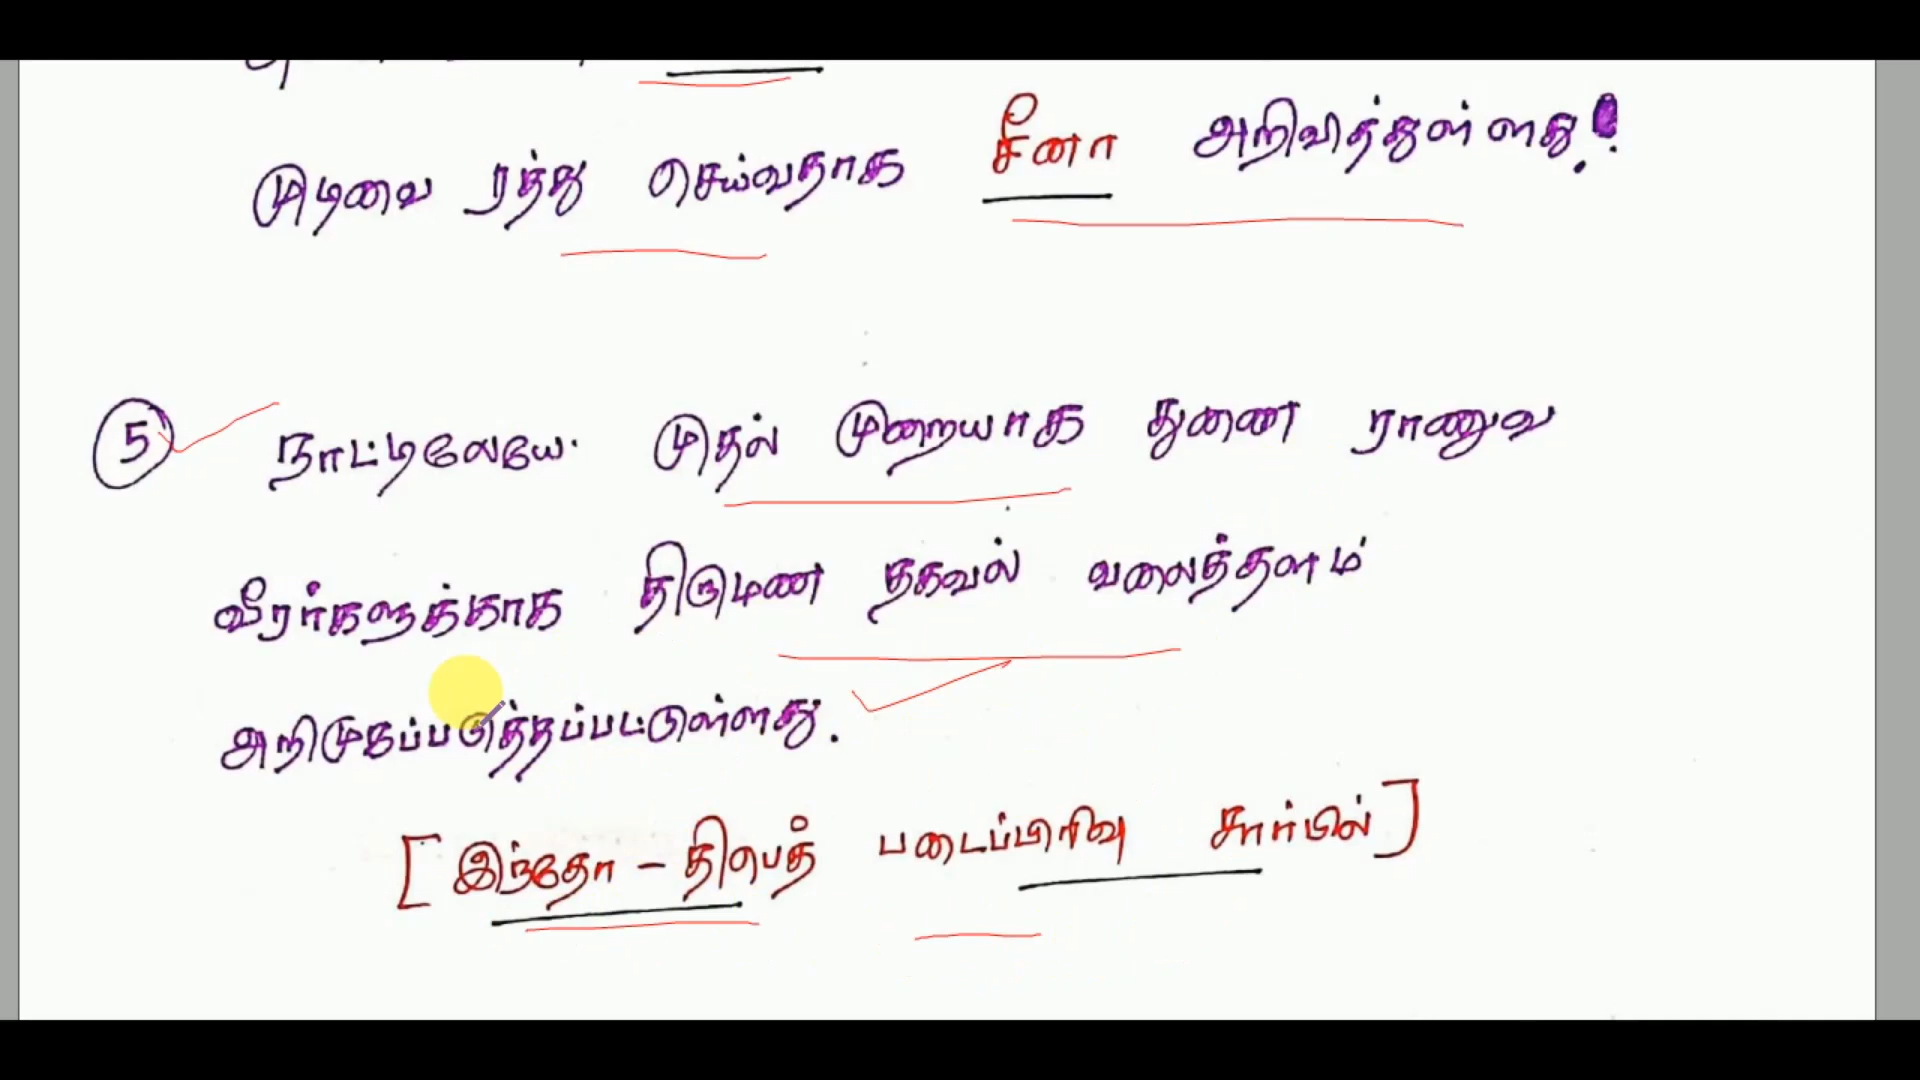 முடிவை ரத்து செய்வதாக சீனா அறிவித்துள்ளது.!
5 நாட்டிலேயே முதல் முறையாக துணை ராணுவ
வீரர்களுக்காக திருமண தகவல் வலைத்தளம்
அறிமுகப்படுத்தப்பட்டுள்ளது.
[இந்தோ – திபெத் படைப்பிரிவு சார்பில்]